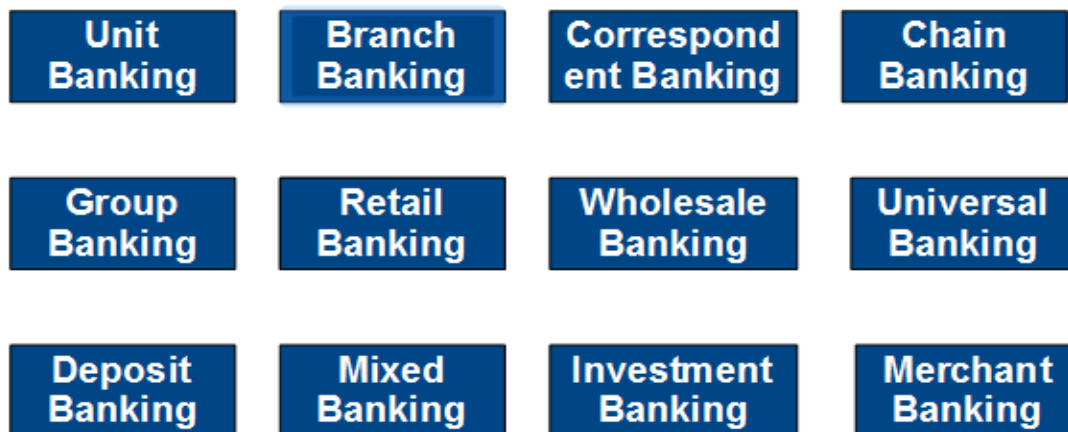 Unit
Banking
Branch
Banking
Correspond
ent Banking
Chain
Banking
Group
Banking
Retail
Banking
Wholesale
Banking
Universal
Banking
Deposit
Banking
Mixed
Banking
Investment
Banking
Merchant
Banking